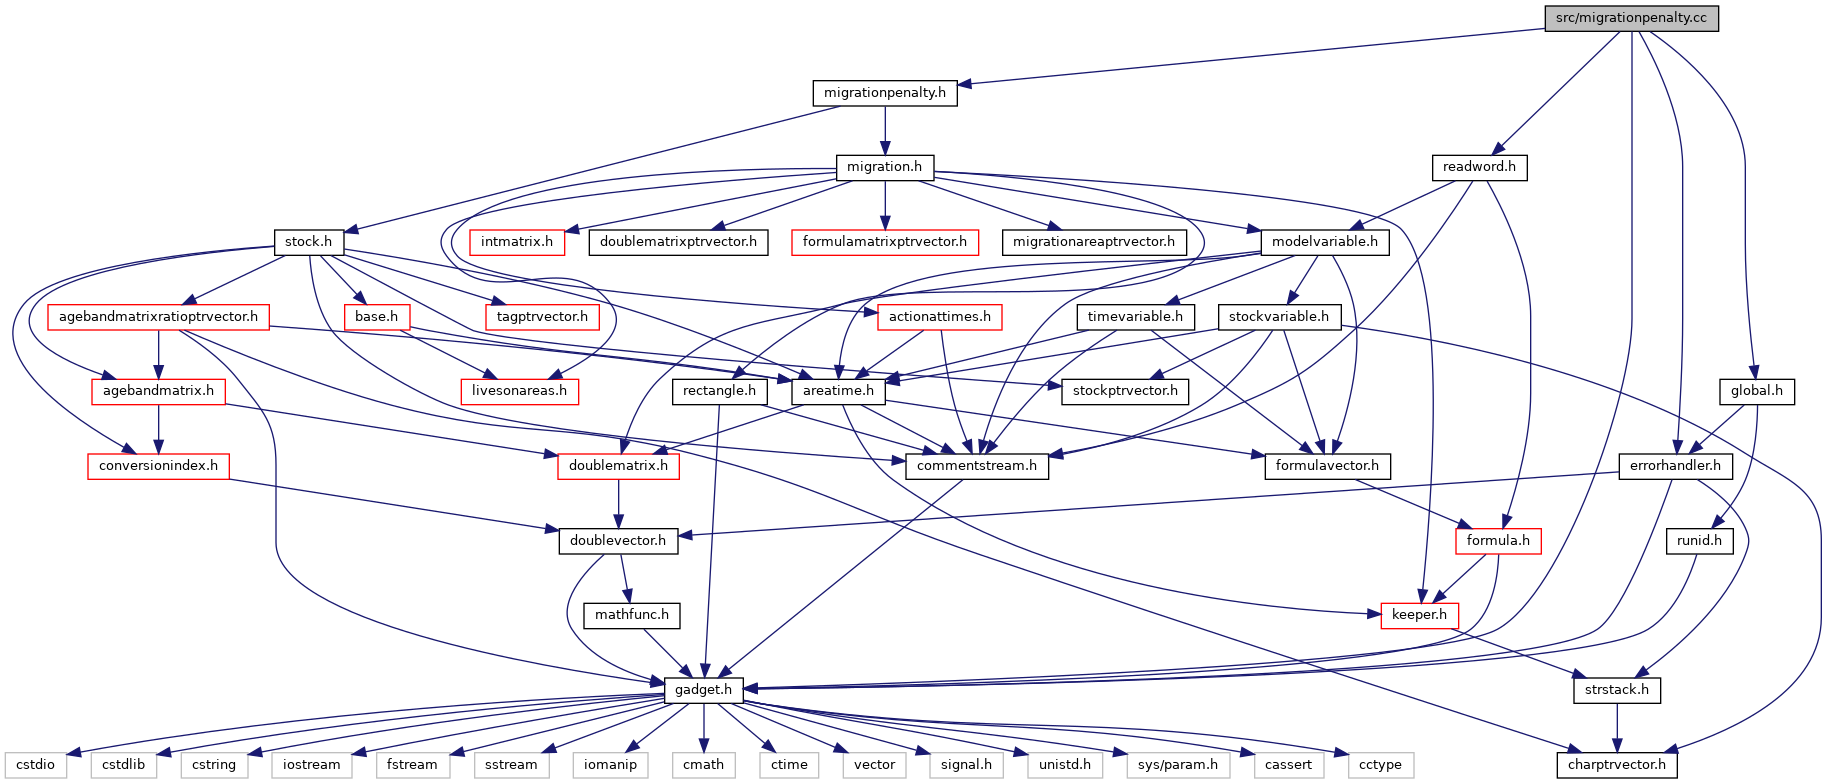 src/migrationpenalty.cc
migrationpenalty.h
migration.h
readword.h
stock.h
intmatrix.h
doublematrixptrvector.h
formulamatrixptrvector.h
migrationareaptrvector.h
modelvariable.h
agebandmatrixratioptrvector.h
base.h
tagptrvector.h
actionattimes.h
timevariable.h
stockvariable.h
agebandmatrix.h
livesonareas.h
rectangle.h
areatime.h
stockptrvector.h
global.h
conversionindex.h
doublematrix.h
commentstream.h
formulavector.h
errorhandler.h
doublevector.h
formula.h
runid.h
mathfunc.h
keeper.h
gadget.h
strstack.h
cstdio
cstdlib
cstring
iostream
fstream
sstream
iomanip
cmath
ctime
vector
signal.h
unistd.h
sys/param.h
cassert
cctype
charptrvector.h